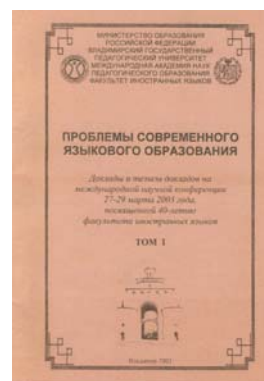 МИНИСТЕРСТВО ОБРАЗОВАНИЯ
РОССИЙСКОЙ ФЕДЕРАЦИИ
ВЛАДИМИРСКИЙ ГОСУДАРСТВЕННЫЙ
ПЕДАГОГИЧЕСКИЙ УНИВЕРСИТЕТ
МЕЖДУНАРОДНАЯ АКАДЕМИЯ НАУК
ПЕДАГОГИЧЕСКОГО ОБРАЗОВАНИЯ
ФАКУЛЬТЕТ ИНОСТРАННЫХ ЯЗЫКОВ
ПРОБЛЕМЫ СОВРЕМЕННОГО
ЯЗЫКОВОГО ОБРАЗОВАНИЯ
Доклады и тезисы докладов на
международной научной конференции
27-29 марта 2003 года,
посвященной 40-летию
факультета иностранных языков
ТОМ I
Владимир